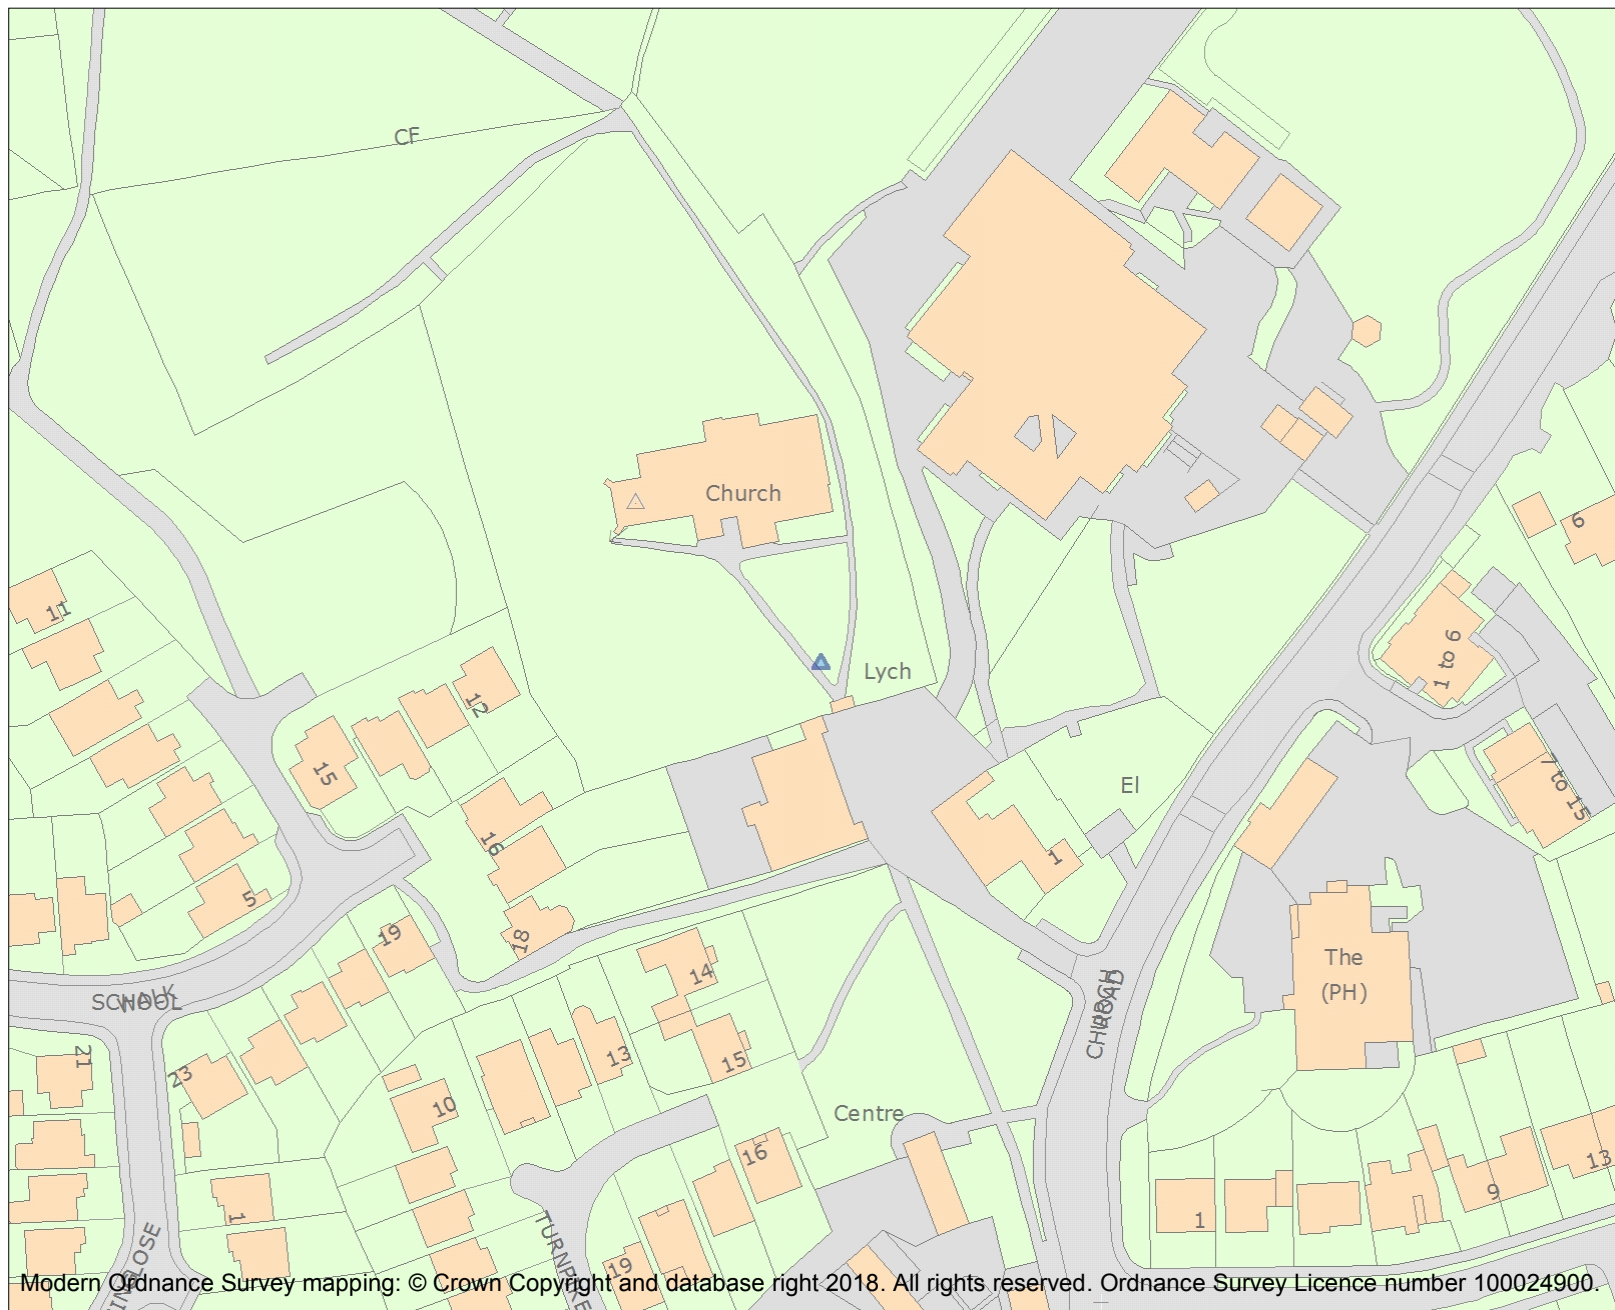 CF
Church
6
11
1 to 6
Lych
12
15
El
7 to 15
16
1
5
19
18
The
14
(PH)
SCHOOL
WALK
CHURCH
ROAD
21
13
15
23
10
Centre
16
13
9
1
1
19
CLOSE
Modern Ordnance Survey mapping: © Crown Copyright and database right 2018. All rights reserved. Ordnance Survey Licence number 100024900.